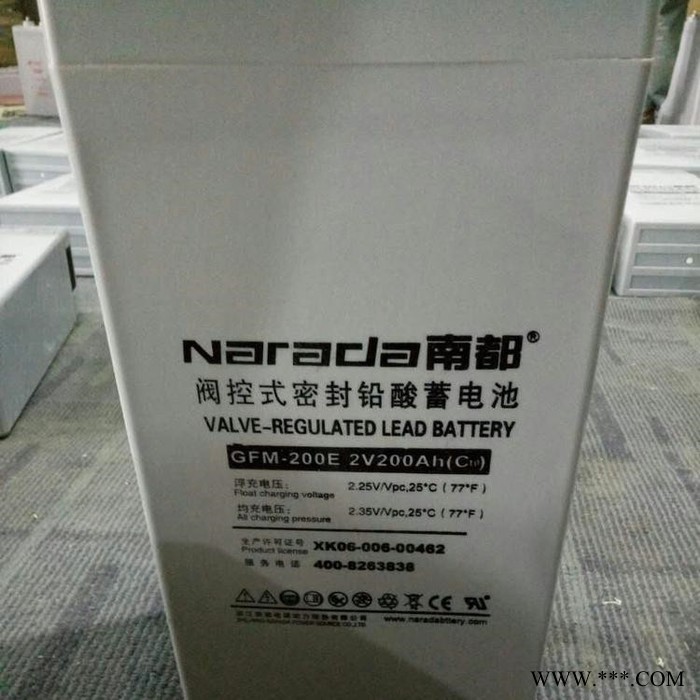 Narada南都®
阀控式密封铅酸蓄电池
VALVE-REGULATED LEAD BATTERY
GFM-200E 2V200Ah(C10)
浮充电压: 2.25V/Vpc,25°C (77°F)
Float charging voltage
均充电压: 2.35V/Vpc,25°C (77°F)
All charging pressure
生产许可证号 XK06-006-00462
Product license
服务电话 400-8263838
CE
www.naradabttery.com
WWW.***.COM